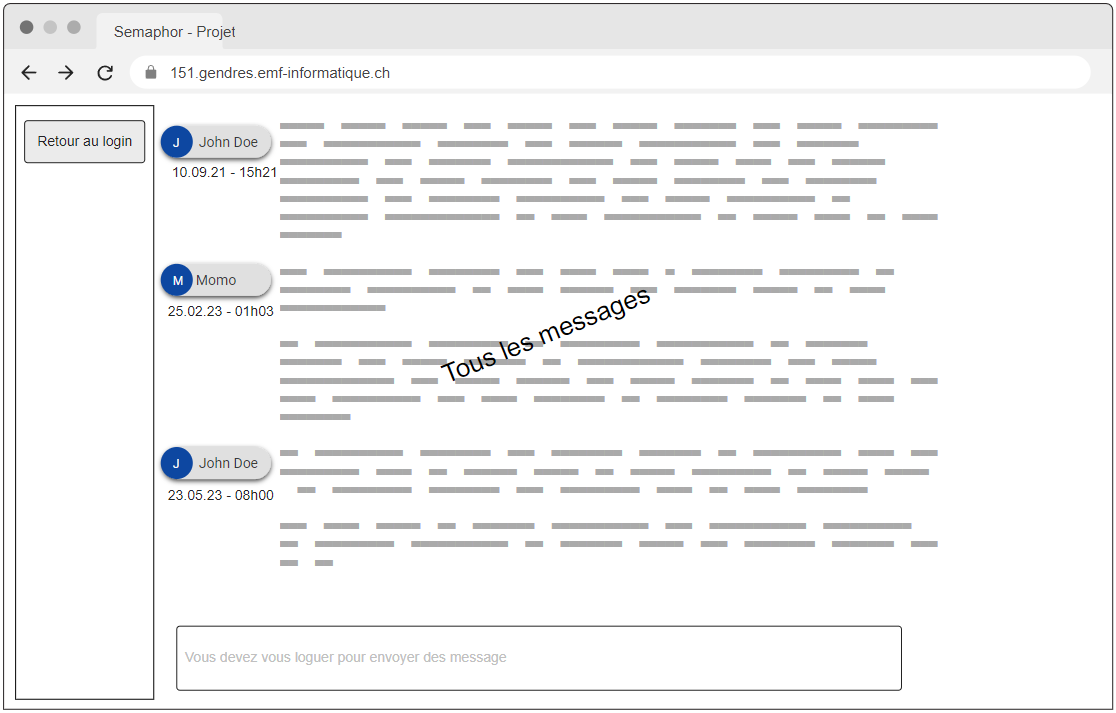 Semaphor - Projet
151.gendres.emf-informatique.ch
Retour au login
J John Doe
10.09.21 - 15h21
M Momo
25.02.23 - 01h03
Tous les messages
J John Doe
23.05.23 - 08h00
Vous devez vous loguer pour envoyer des message